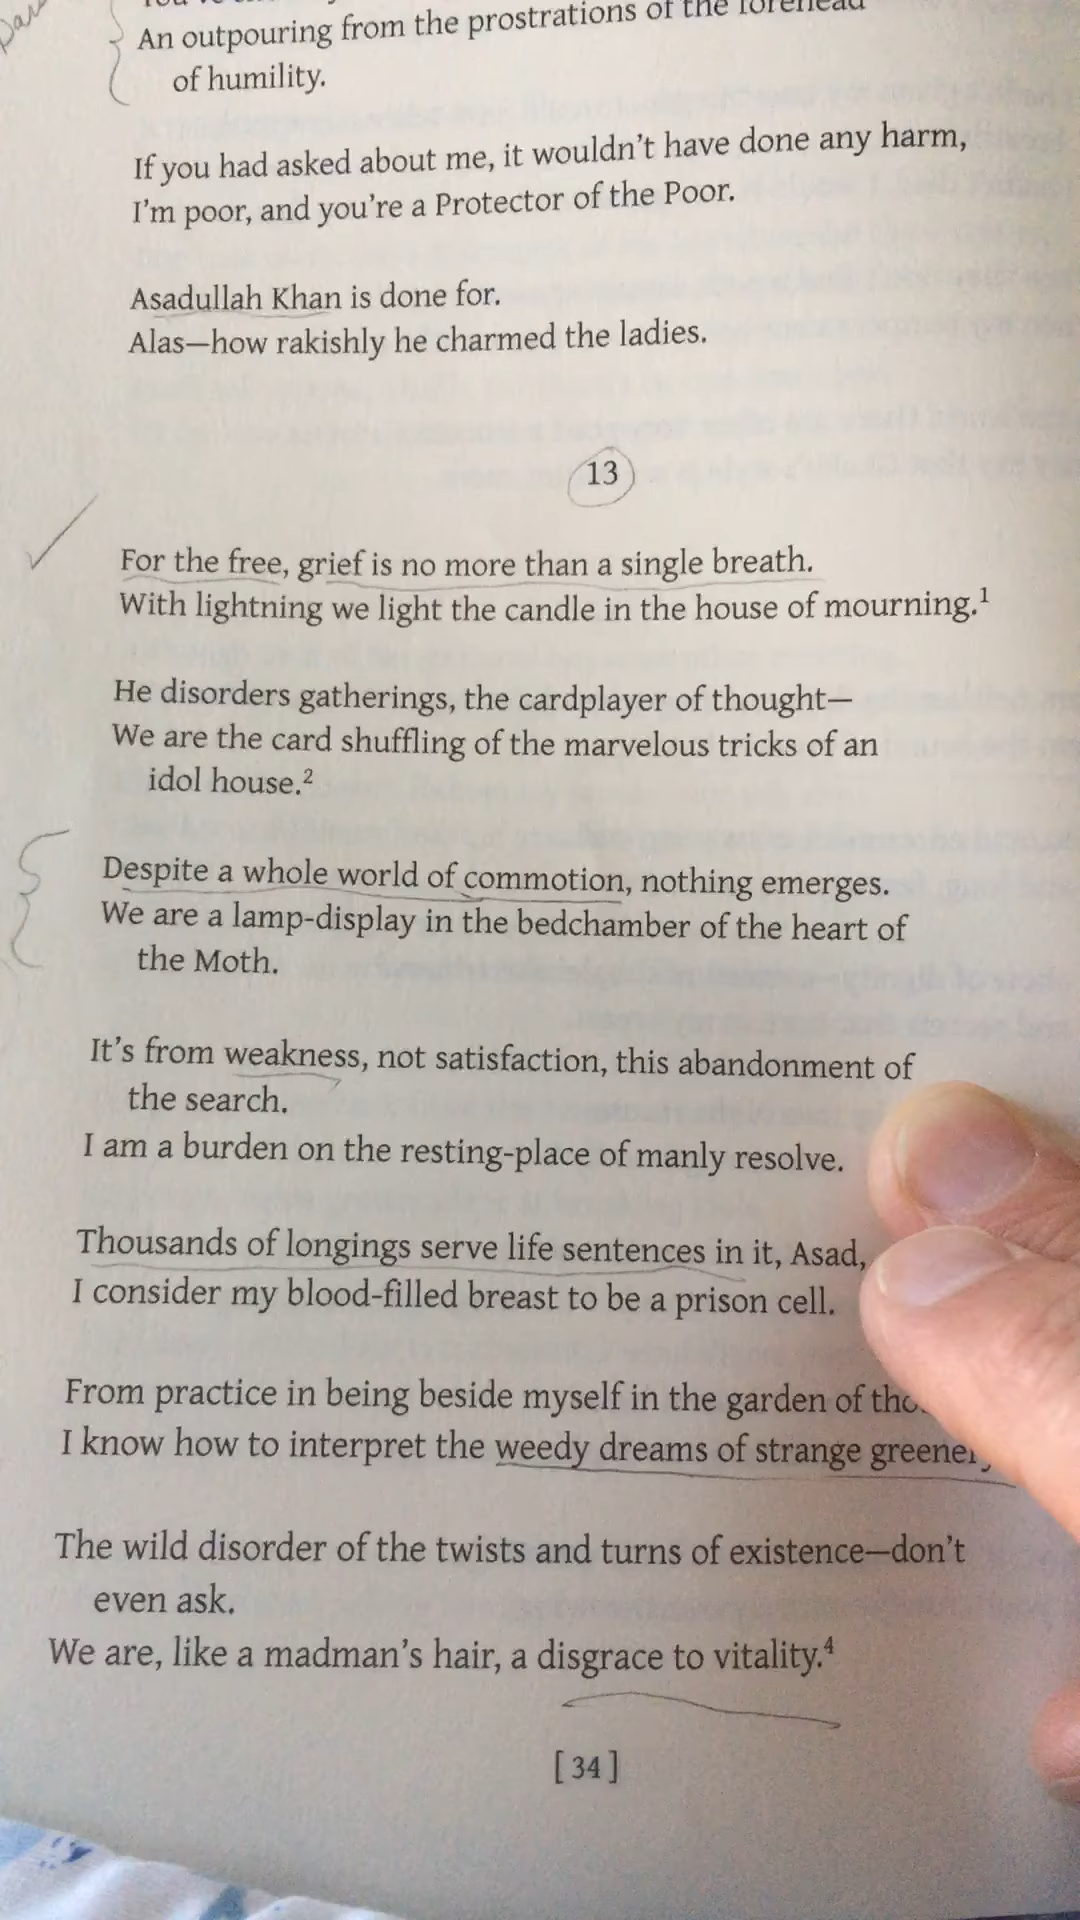 An outpouring from the prostrations of the forehead
of humility.
If you had asked about me, it wouldn't have done any harm,
I'm poor, and you're a Protector of the Poor.
Asadullah Khan is done for.
Alas—how rakishly he charmed the ladies.
13
For the free, grief is no more than a single breath.
With lightning we light the candle in the house of mourning.¹
He disorders gatherings, the cardplayer of thought—
We are the card shuffling of the marvelous tricks of an
idol house.²
Despite a whole world of commotion, nothing emerges.
We are a lamp-display in the bedchamber of the heart of
the Moth.
It's from weakness, not satisfaction, this abandonment of
the search.
I am a burden on the resting-place of manly resolve.
Thousands of longings serve life sentences in it, Asad,
I consider my blood-filled breast to be a prison cell.
From practice in being beside myself in the garden of
I know how to interpret the weedy dreams of strange
The wild disorder of the twists and turns of existence—don't
even ask.
We are, like a madman's hair, a disgrace to vitality.⁴
[34]